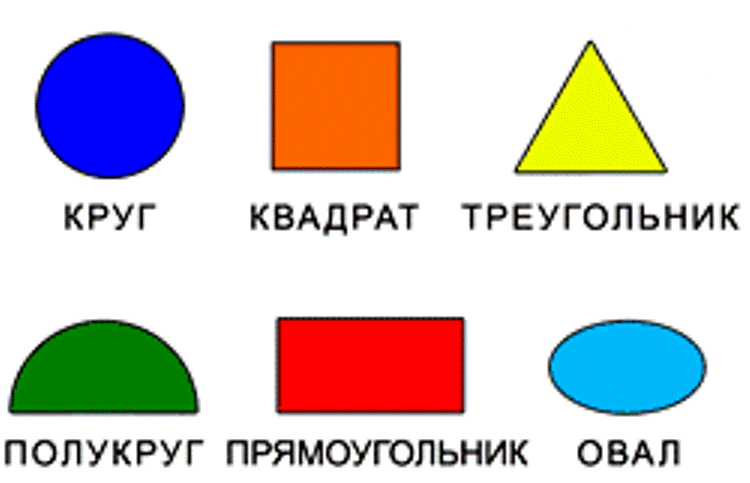 КРУГ КВАДРАТ ТРЕУГОЛЬНИК
ПОЛУКРУГ ПРЯМОУГОЛЬНИК ОВАЛ